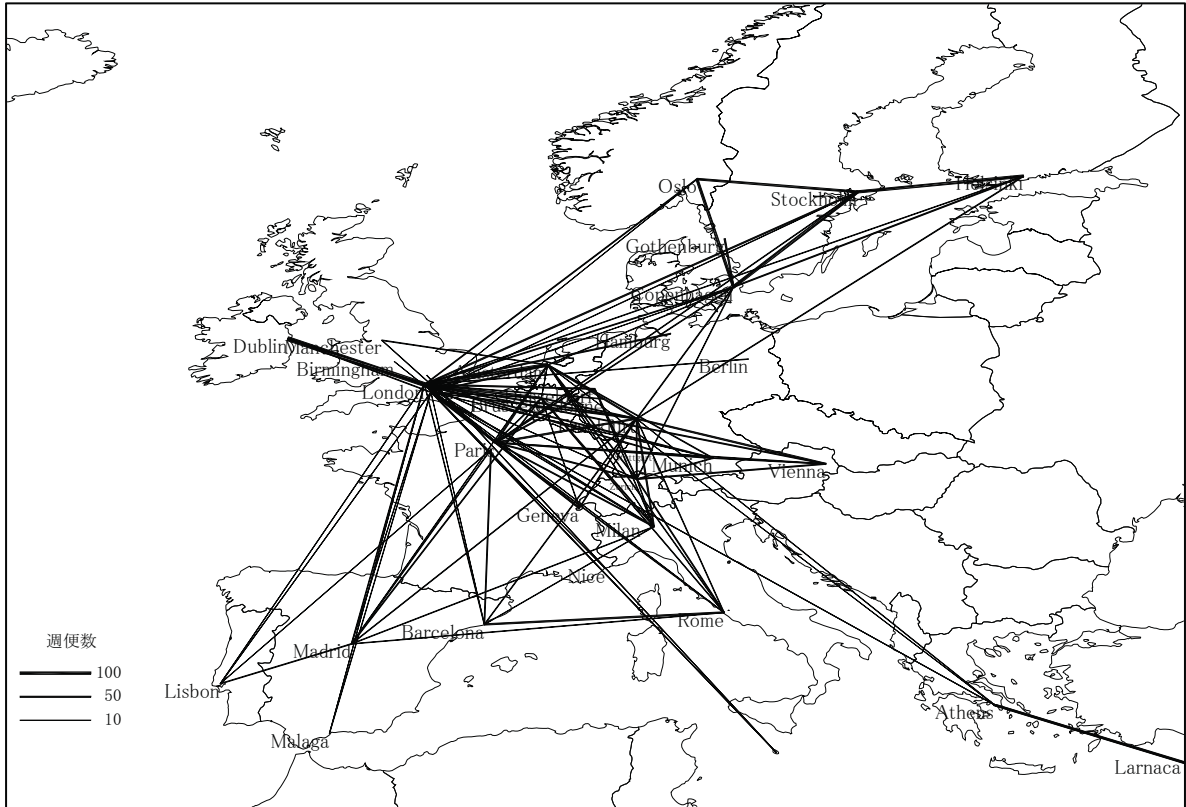 Oslo
Helsinki
Stockholm
Gothenburg
Copenhagen
Hamburg
Dublin
Manchester
Birmingham
Berlin
London
Amsterdam
Paris
Munich
Vienna
Geneva
Milan
Nice
Rome
Barcelona
Madrid
Lisbon
Malaga
Athens
Larnaca
週便数
100
50
10